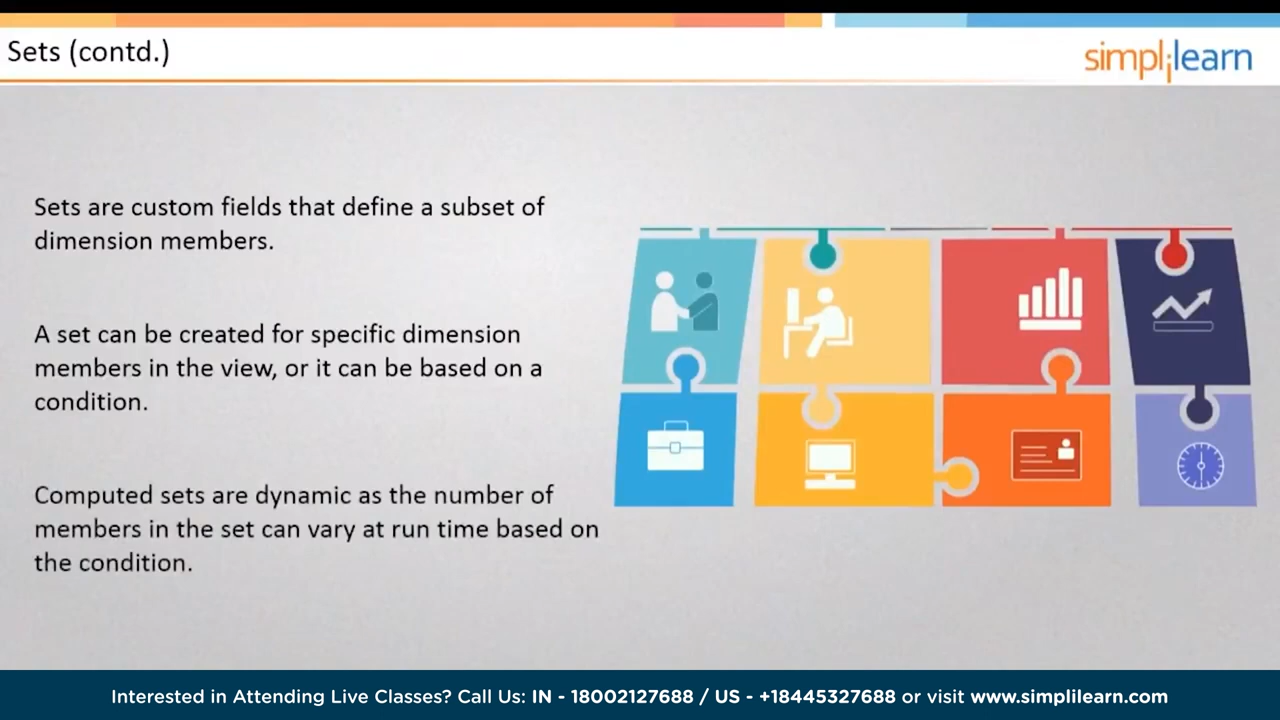 Sets (contd.)
simplilearn
Sets are custom fields that define a subset of
dimension members.
A set can be created for specific dimension
members in the view, or it can be based on a
condition.
Computed sets are dynamic as the number of
members in the set can vary at run time based on
the condition.
Interested in Attending Live Classes? Call Us: IN - 18002127688 / US - +18445327688 or visit www.simplilearn.com